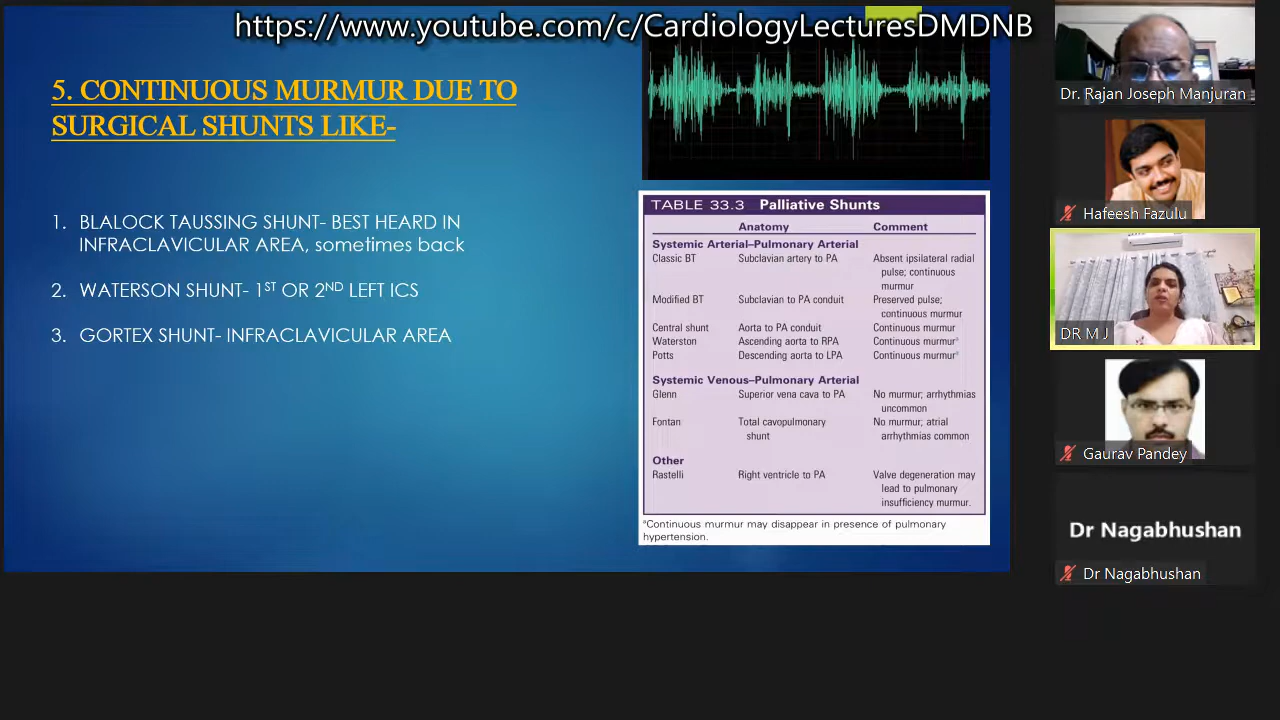 https://www.youtube.com/c/CardiologyLecturesDMDNB
5. CONTINUOUS MURMUR DUE TO
SURGICAL SHUNTS LIKE-
1. BLALOCK TAUSSING SHUNT- BEST HEARD IN
INFRACLAVICULAR AREA, sometimes back
2. WATERSON SHUNT- 1ST OR 2ND LEFT ICS
3. GORTEX SHUNT- INFRACLAVICULAR AREA
TABLE 33.3 Palliative Shunts
Anatomy Comment
Systemic Arterial–Pulmonary Arterial
Classic BT Subclavian artery to PA Absent ipsilateral radial
pulse; continuous
murmur
Modified BT Subclavian to PA conduit Preserved pulse;
continuous murmur
Central shunt Aorta to PA conduit Continuous murmur
Waterston Ascending aorta to RPA Continuous murmurª
Potts Descending aorta to LPA Continuous murmurª
Systemic Venous–Pulmonary Arterial
Glenn Superior vena cava to PA No murmur; arrhythmias
uncommon
Fontan Total cavopulmonary No murmur; atrial
shunt arrhythmias common
Other
Rastelli Right ventricle to PA Valve degeneration may
lead to pulmonary
insufficiency murmur.
ªContinuous murmur may disappear in presence of pulmonary
hypertension.
Dr. Rajan Joseph Manjuran
Hafeesh Fazulu
DR M J
Gaurav Pandey
Dr Nagabhushan
Dr Nagabhushan